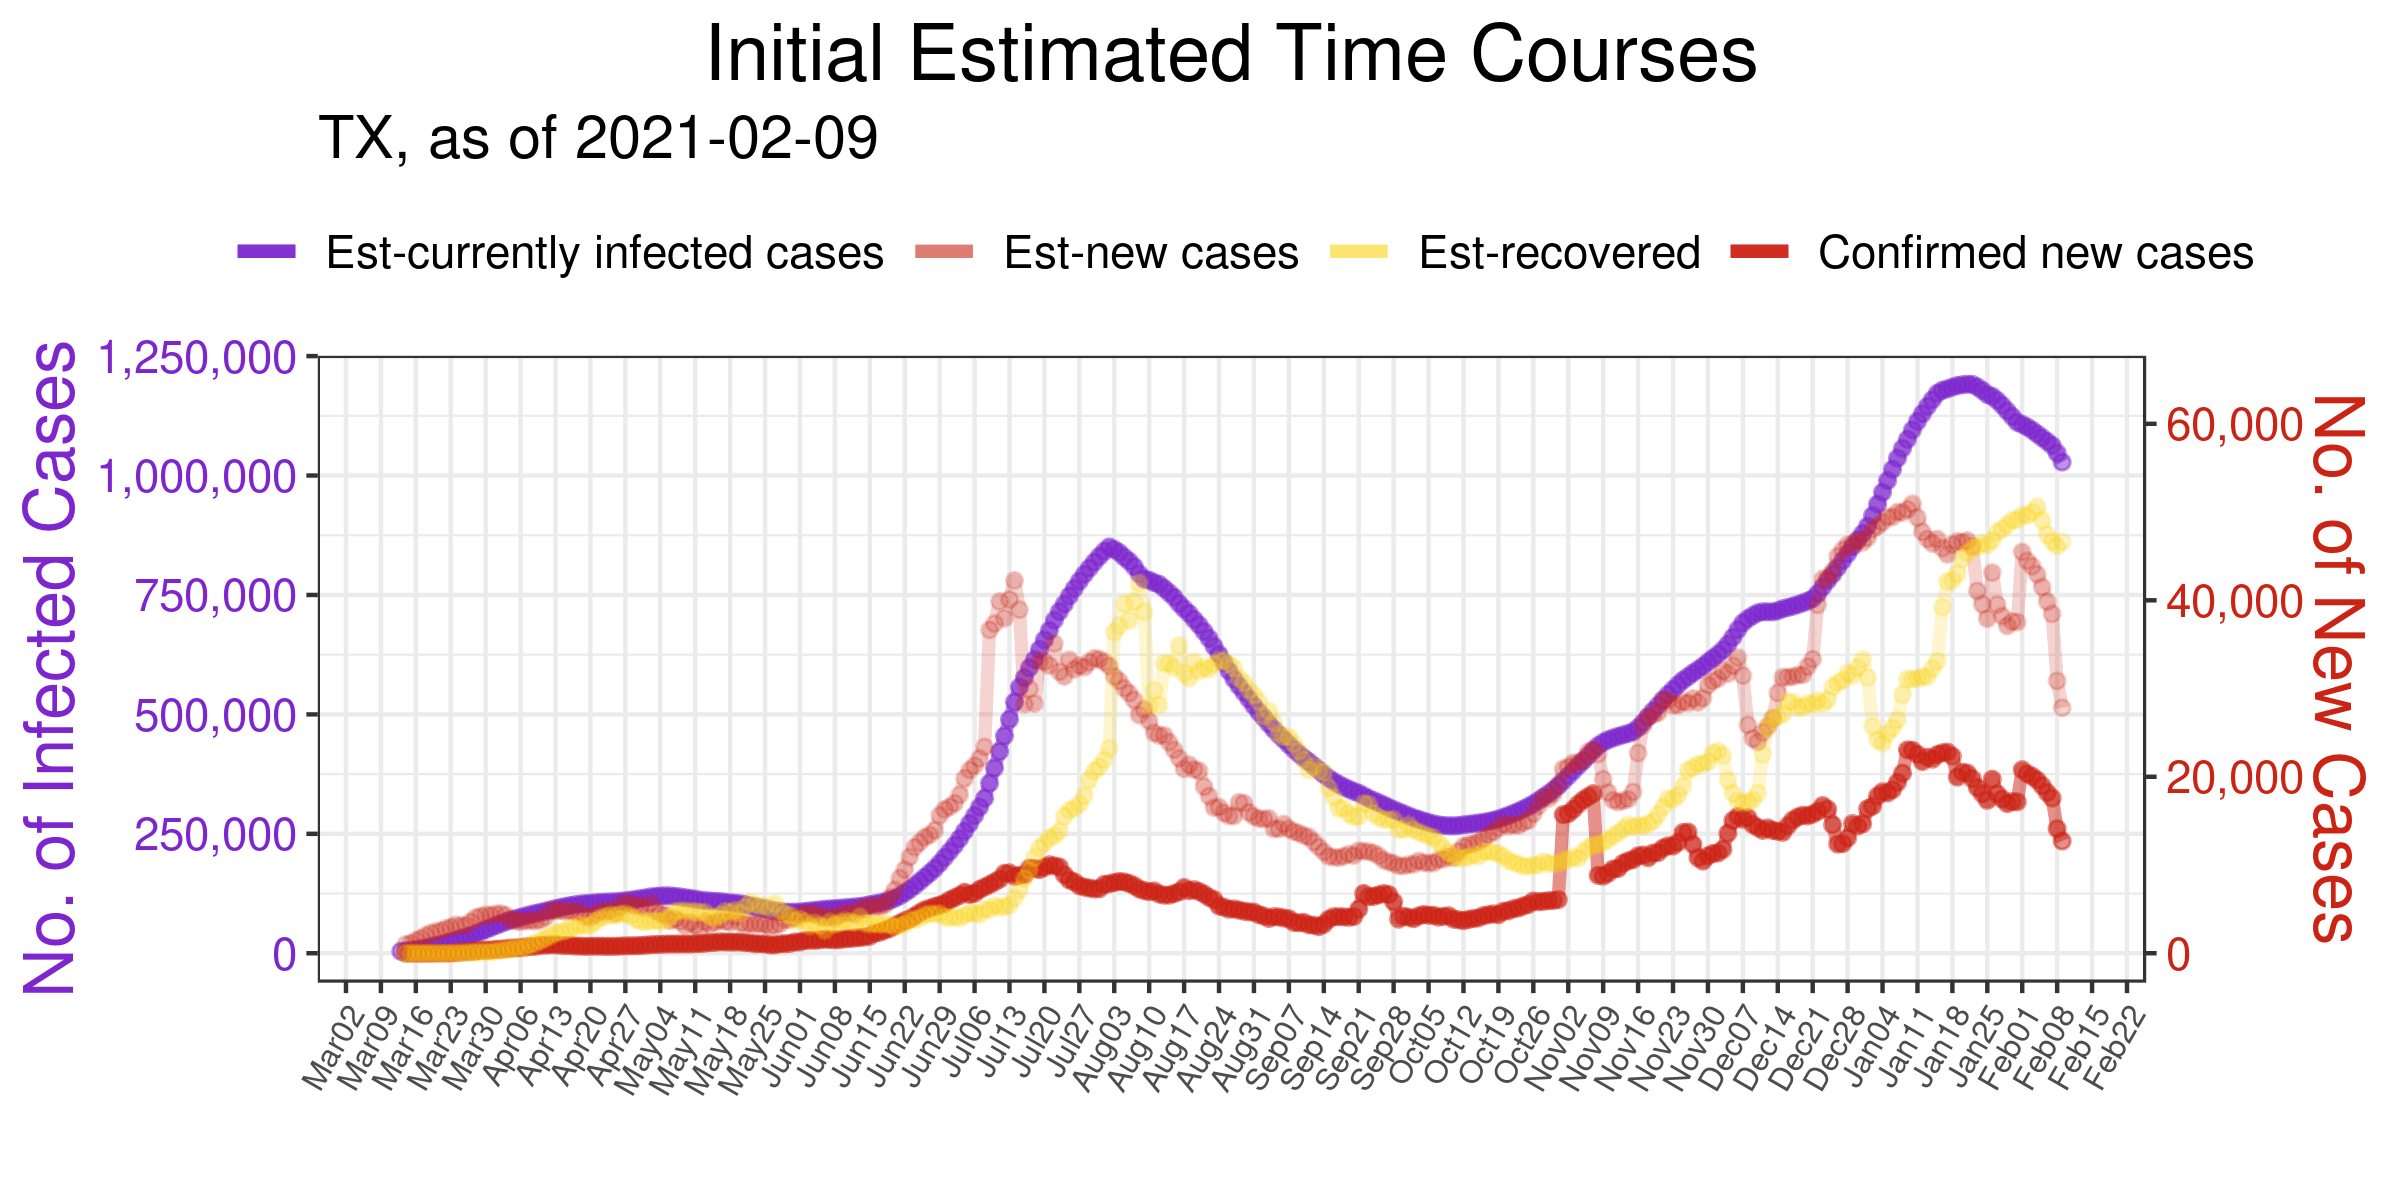 Initial Estimated Time Courses
TX, as of 2021-02-09
Est-currently infected cases Est-new cases Est-recovered Confirmed new cases
No. of Infected Cases
1,250,000
1,000,000
750,000
500,000
250,000
0
60,000
40,000
20,000
0
No. of New Cases
Mar02 Mar09 Mar16 Mar23 Mar30 Apr06 Apr13 Apr20 Apr27 May04 May11 May18 May25 Jun01 Jun08 Jun15 Jun22 Jun29 Jul06 Jul13 Jul20 Jul27 Aug03 Aug10 Aug17 Aug24 Aug31 Sep07 Sep14 Sep21 Sep28 Oct05 Oct12 Oct19 Oct26 Nov02 Nov09 Nov16 Nov23 Nov30 Dec07 Dec14 Dec21 Dec28 Jan04 Jan11 Jan18 Jan25 Feb01 Feb08 Feb15 Feb22